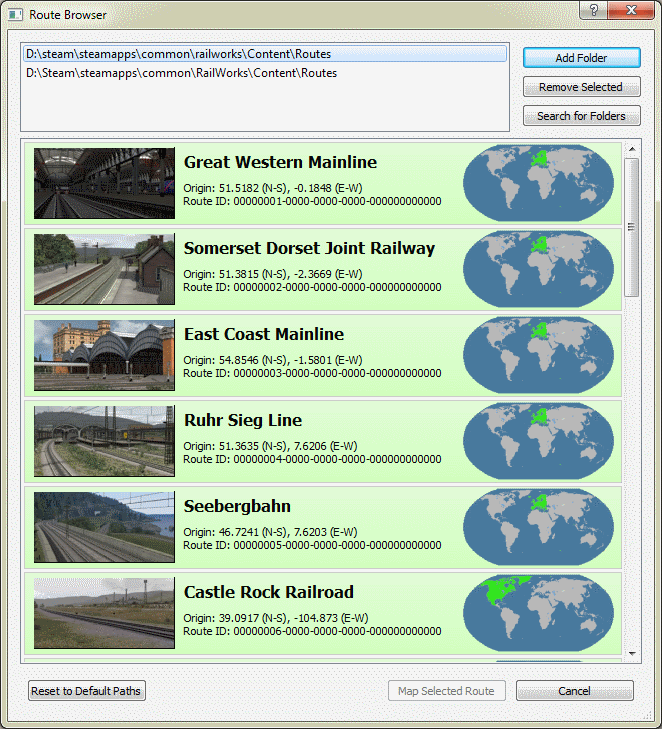 Route Browser
D:\steam\steamapps\common\railworks\Content\Routes
D:\Steam\steamapps\common\RailWorks\Content\Routes
Add Folder
Remove Selected
Search for Folders
Great Western Mainline
Origin: 51.5182 (N-S), -0.1848 (E-W)
Route ID: 00000001-0000-0000-0000-000000000000
Somerset Dorset Joint Railway
Origin: 51.3815 (N-S), -2.3669 (E-W)
Route ID: 00000002-0000-0000-0000-000000000000
East Coast Mainline
Origin: 54.8546 (N-S), -1.5801 (E-W)
Route ID: 00000003-0000-0000-0000-000000000000
Ruhr Sieg Line
Origin: 51.3635 (N-S), 7.6206 (E-W)
Route ID: 00000004-0000-0000-0000-000000000000
Seebergbahn
Origin: 46.7241 (N-S), 7.6203 (E-W)
Route ID: 00000005-0000-0000-0000-000000000000
Castle Rock Railroad
Origin: 39.0917 (N-S), -104.873 (E-W)
Route ID: 00000006-0000-0000-0000-000000000000
Reset to Default Paths
Map Selected Route
Cancel